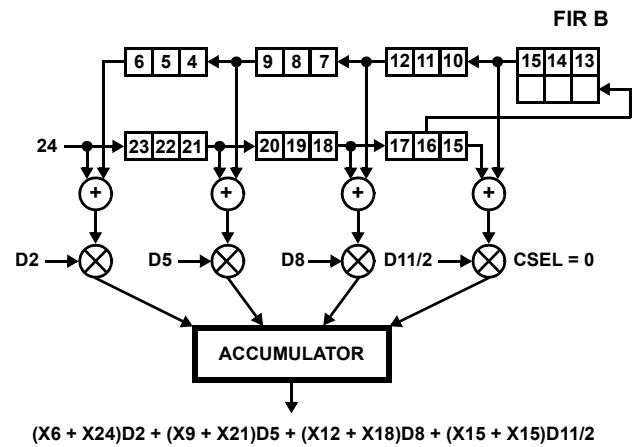 FIR B
6 5 4 9 8 7 12 11 10 15 14 13
24 23 22 21 20 19 18 17 16 15
+ + + +
D2 D5 D8 D11/2 CSEL = 0
ACCUMULATOR
(X6 + X24)D2 + (X9 + X21)D5 + (X12 + X18)D8 + (X15 + X15)D11/2